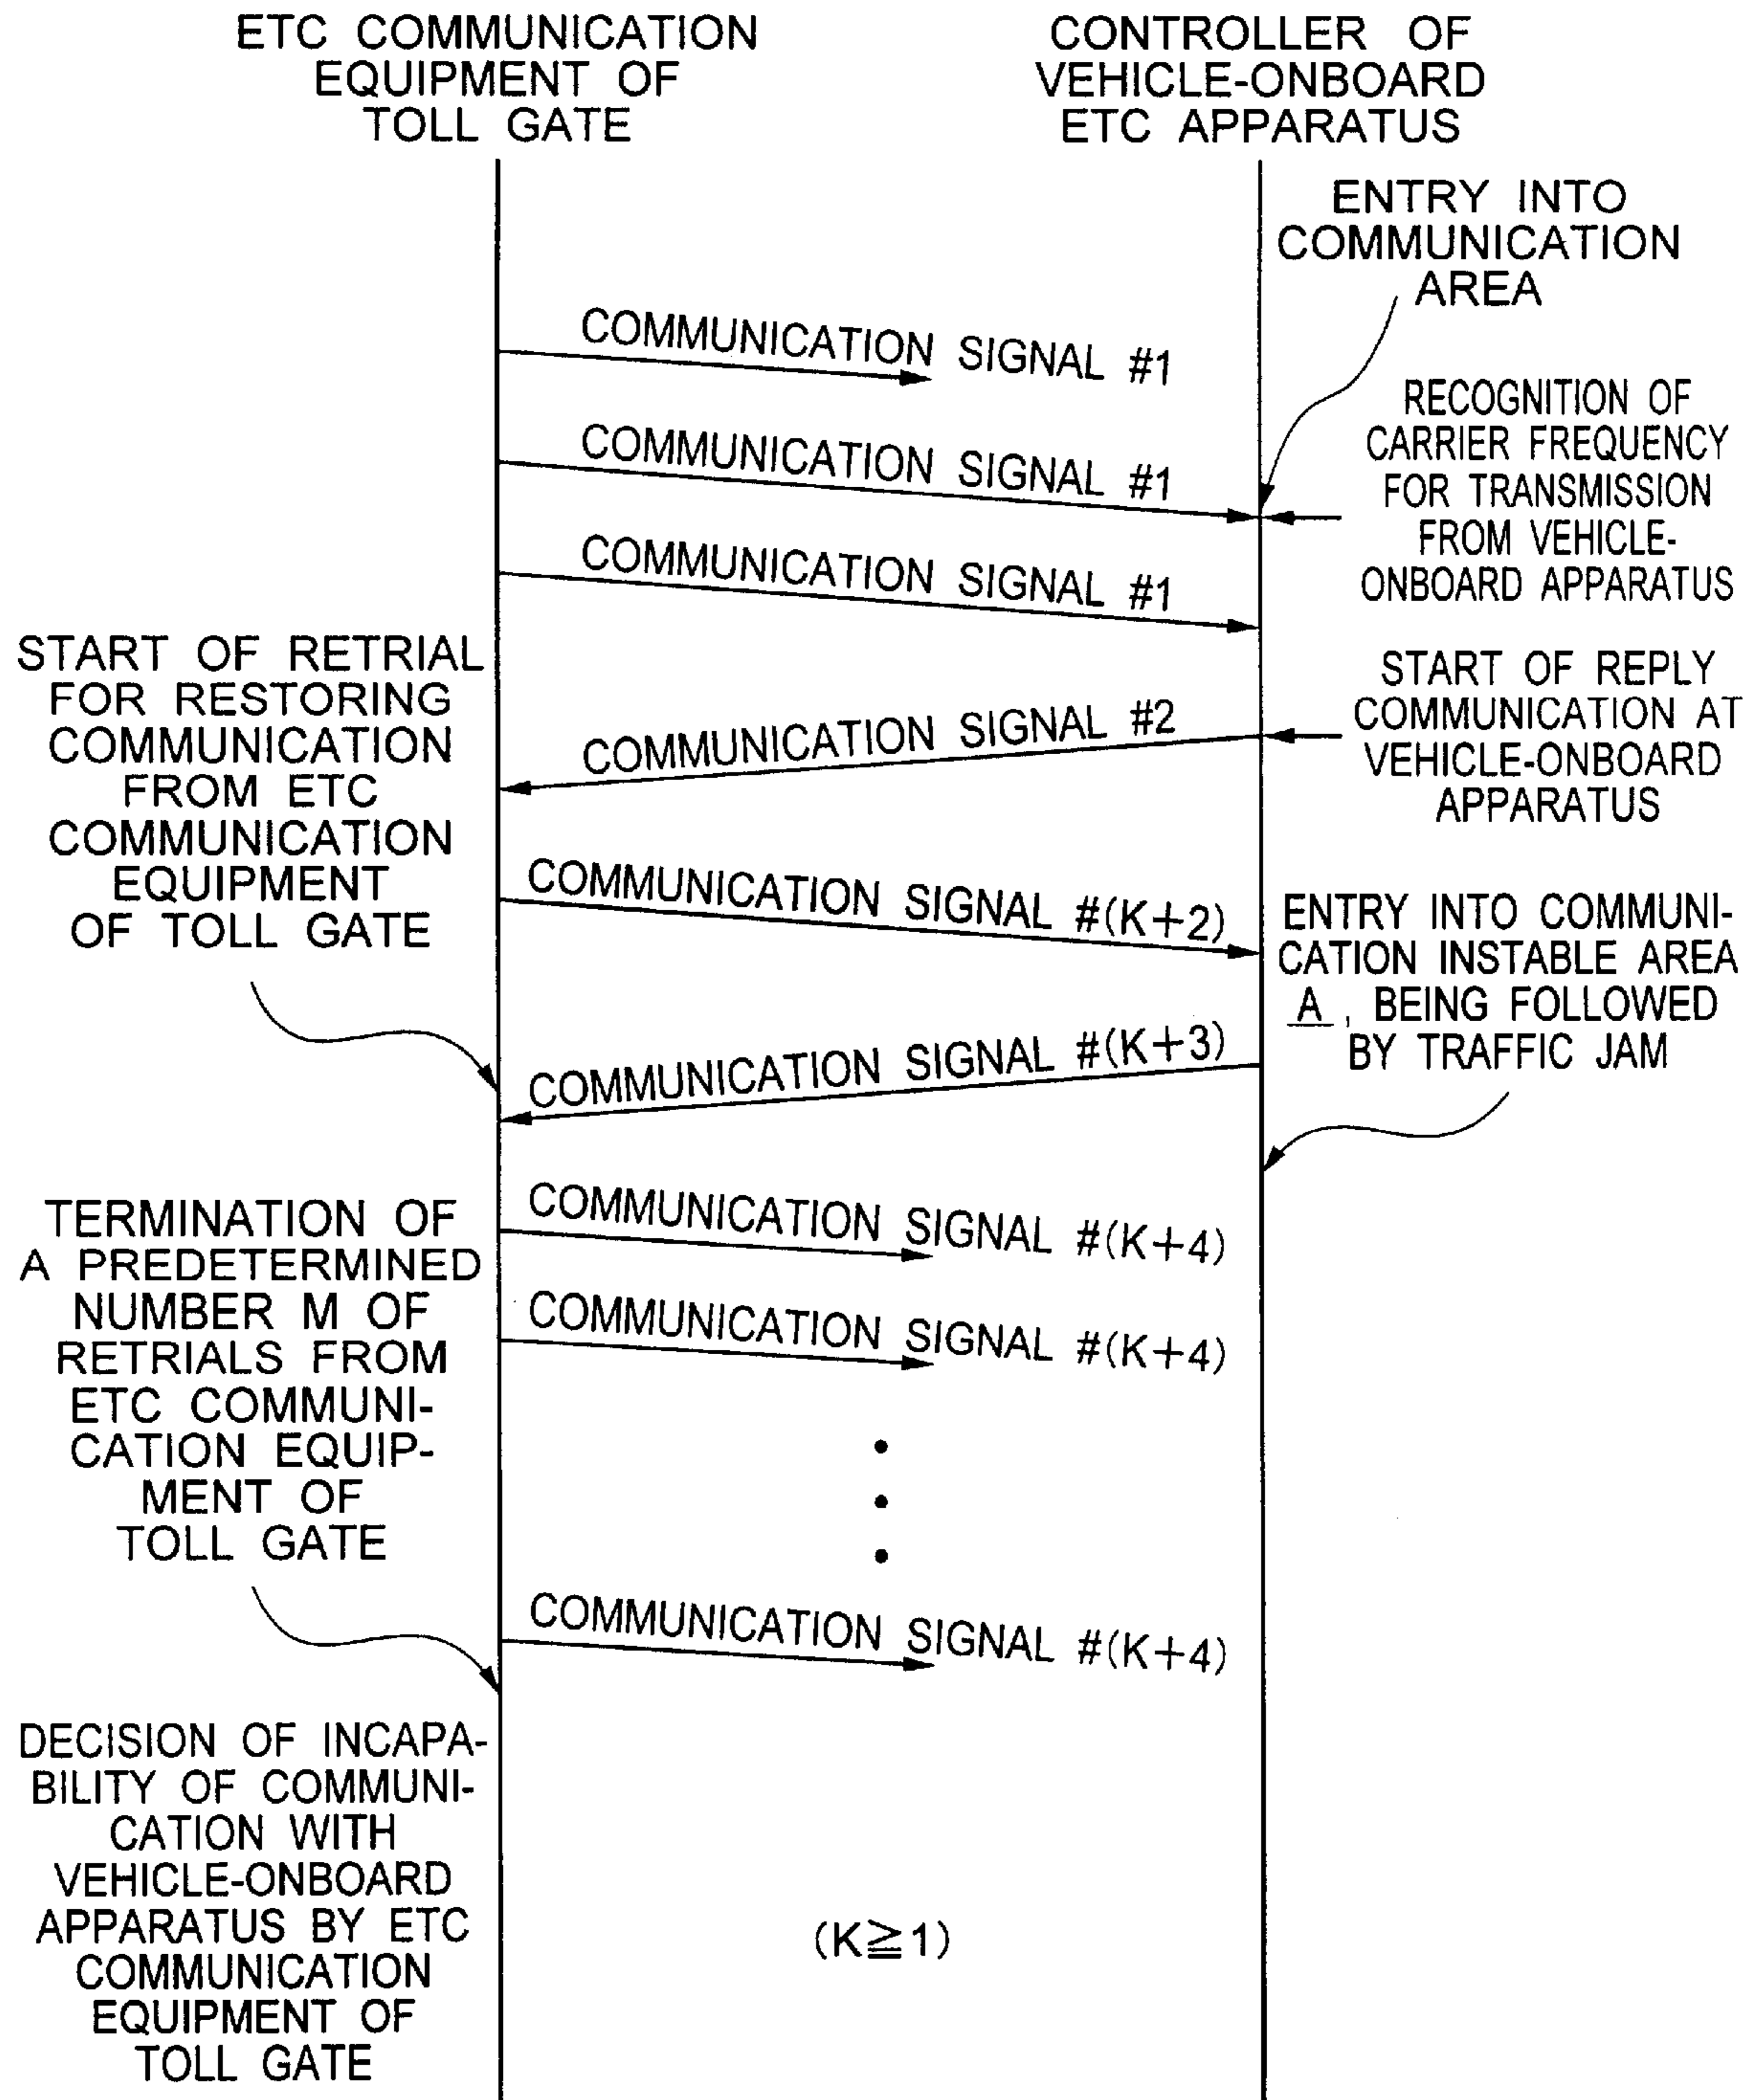 ETC COMMUNICATION
EQUIPMENT OF
TOLL GATE
CONTROLLER OF
VEHICLE-ONBOARD
ETC APPARATUS
ENTRY INTO
COMMUNICATION
AREA
COMMUNICATION SIGNAL #1
RECOGNITION OF
CARRIER FREQUENCY
FOR TRANSMISSION
FROM VEHICLE-
ONBOARD APPARATUS
COMMUNICATION SIGNAL #1
COMMUNICATION SIGNAL #1
START OF RETRIAL
FOR RESTORING
COMMUNICATION
FROM ETC
COMMUNICATION
EQUIPMENT
OF TOLL GATE
START OF REPLY
COMMUNICATION AT
VEHICLE-ONBOARD
APPARATUS
COMMUNICATION SIGNAL #2
COMMUNICATION SIGNAL #(K+2)
ENTRY INTO COMMUNI-
CATION INSTABLE AREA
A, BEING FOLLOWED
BY TRAFFIC JAM
COMMUNICATION SIGNAL #(K+3)
COMMUNICATION SIGNAL #(K+4)
TERMINATION OF
A PREDETERMINED
NUMBER M OF
RETRIALS FROM
ETC COMMUNI-
CATION EQUIP-
MENT OF
TOLL GATE
COMMUNICATION SIGNAL #(K+4)
COMMUNICATION SIGNAL #(K+4)
DECISION OF INCAPA-
BILITY OF COMMUNI-
CATION WITH
VEHICLE-ONBOARD
APPARATUS BY ETC
COMMUNICATION
EQUIPMENT OF
TOLL GATE
(K≧1)